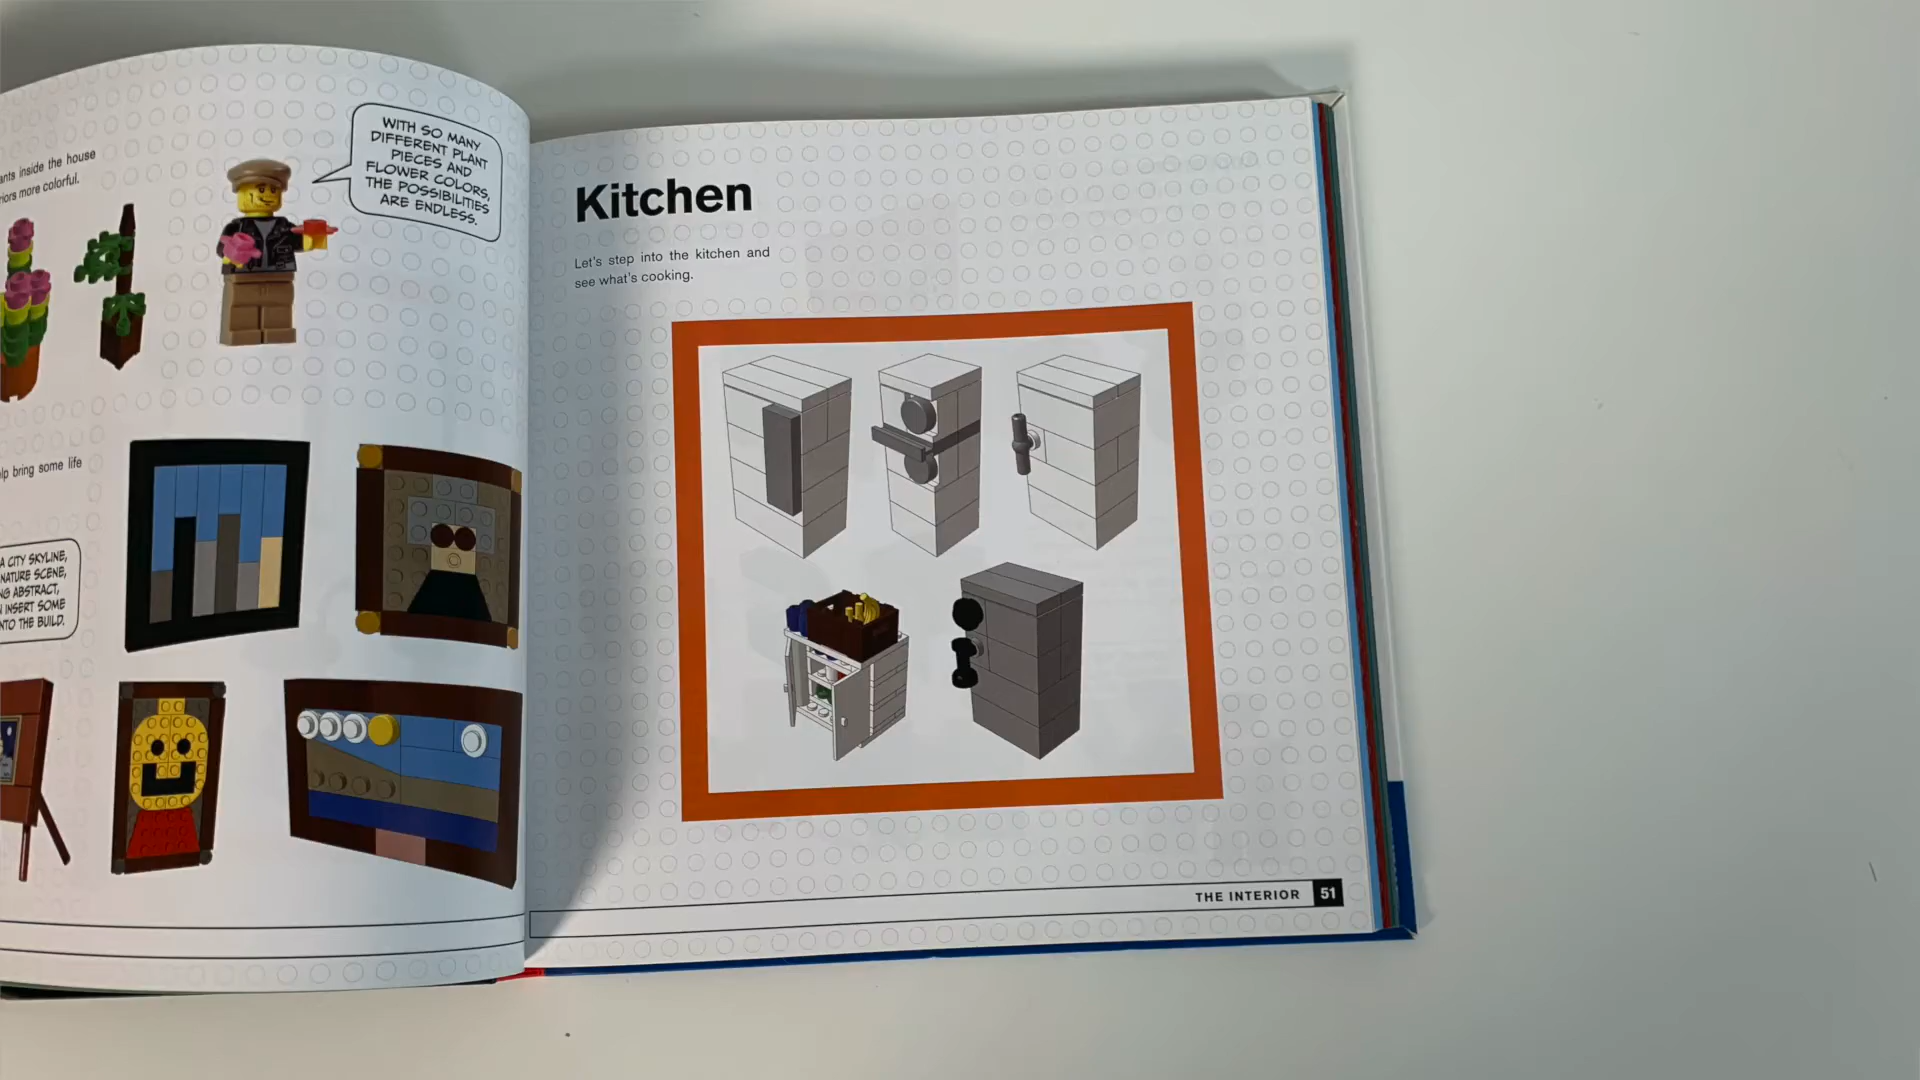 ants inside the house
riors more colorful.
WITH SO MANY
DIFFERENT PLANT
PIECES AND
FLOWER COLORS,
THE POSSIBILITIES
ARE ENDLESS.
lp bring some life
A CITY SKYLINE,
NATURE SCENE,
NG ABSTRACT,
INSERT SOME
NTO THE BUILD.
Kitchen
Let's step into the kitchen and
see what's cooking.
THE INTERIOR 51